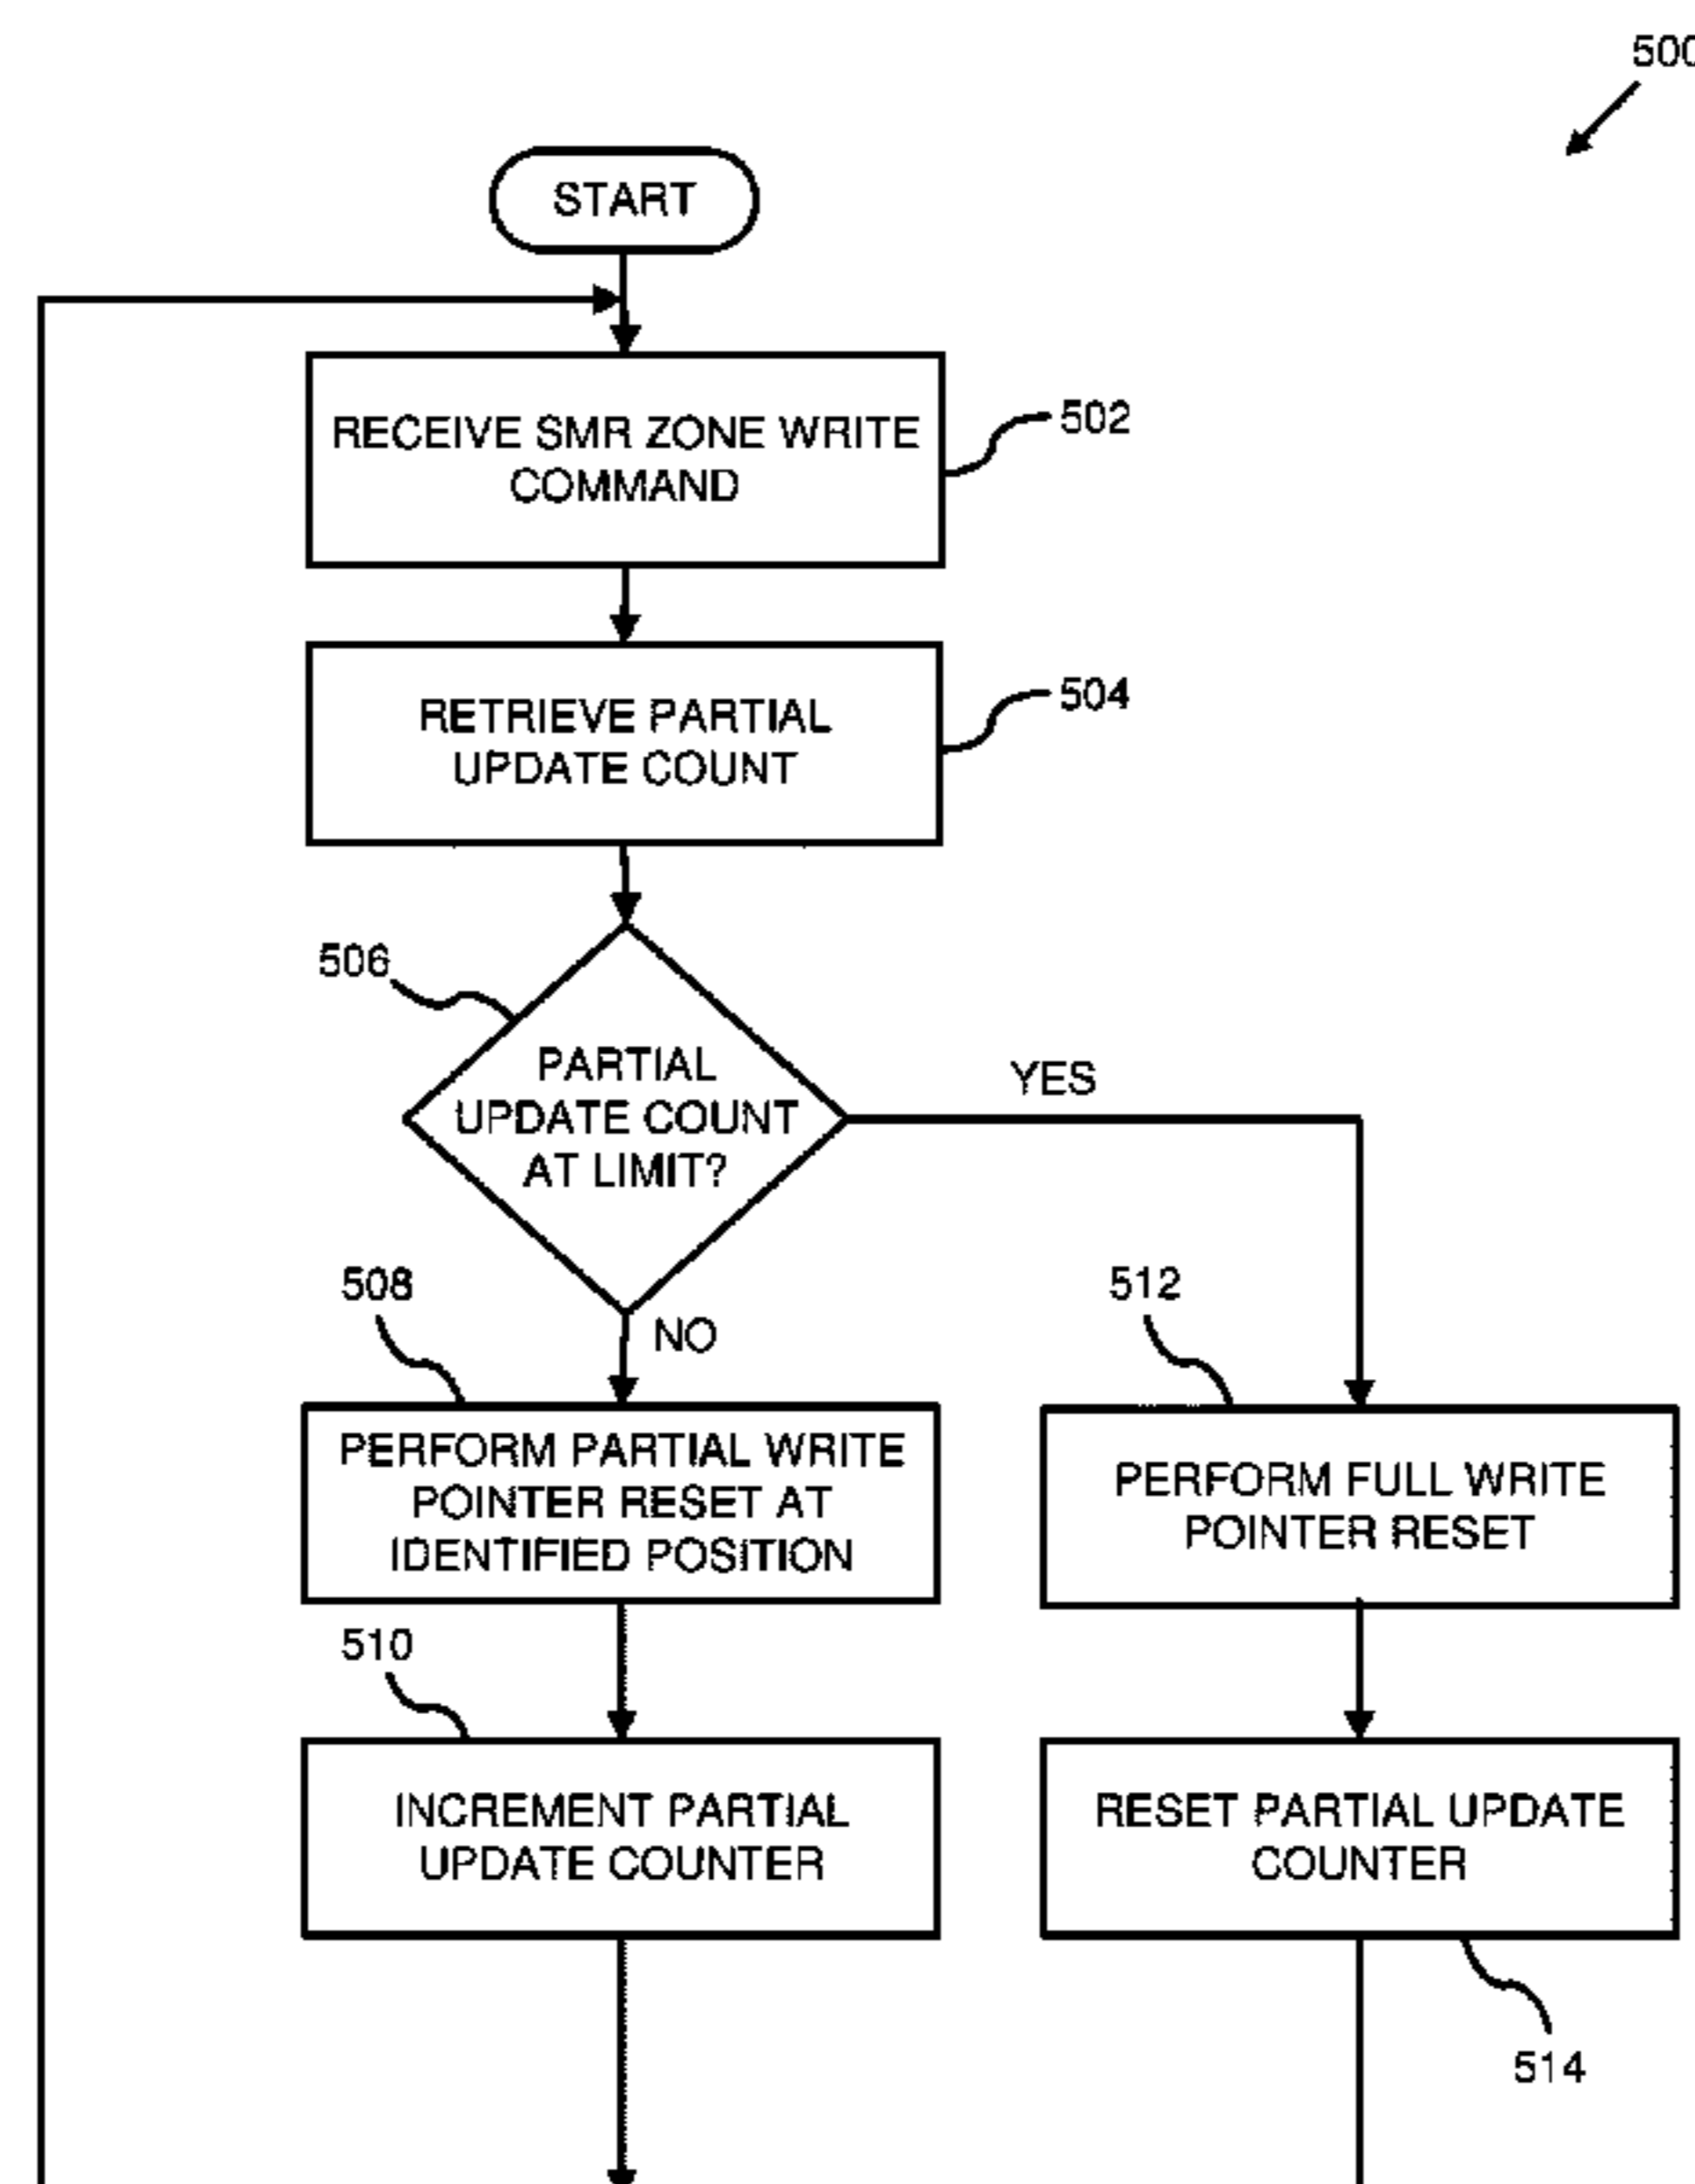 500
START
RECEIVE SMR ZONE WRITE
COMMAND
502
RETRIEVE PARTIAL
UPDATE COUNT
504
506
PARTIAL
UPDATE COUNT
AT LIMIT?
YES
NO
508
PERFORM PARTIAL WRITE
POINTER RESET AT
IDENTIFIED POSITION
512
PERFORM FULL WRITE
POINTER RESET
510
INCREMENT PARTIAL
UPDATE COUNTER
RESET PARTIAL UPDATE
COUNTER
514